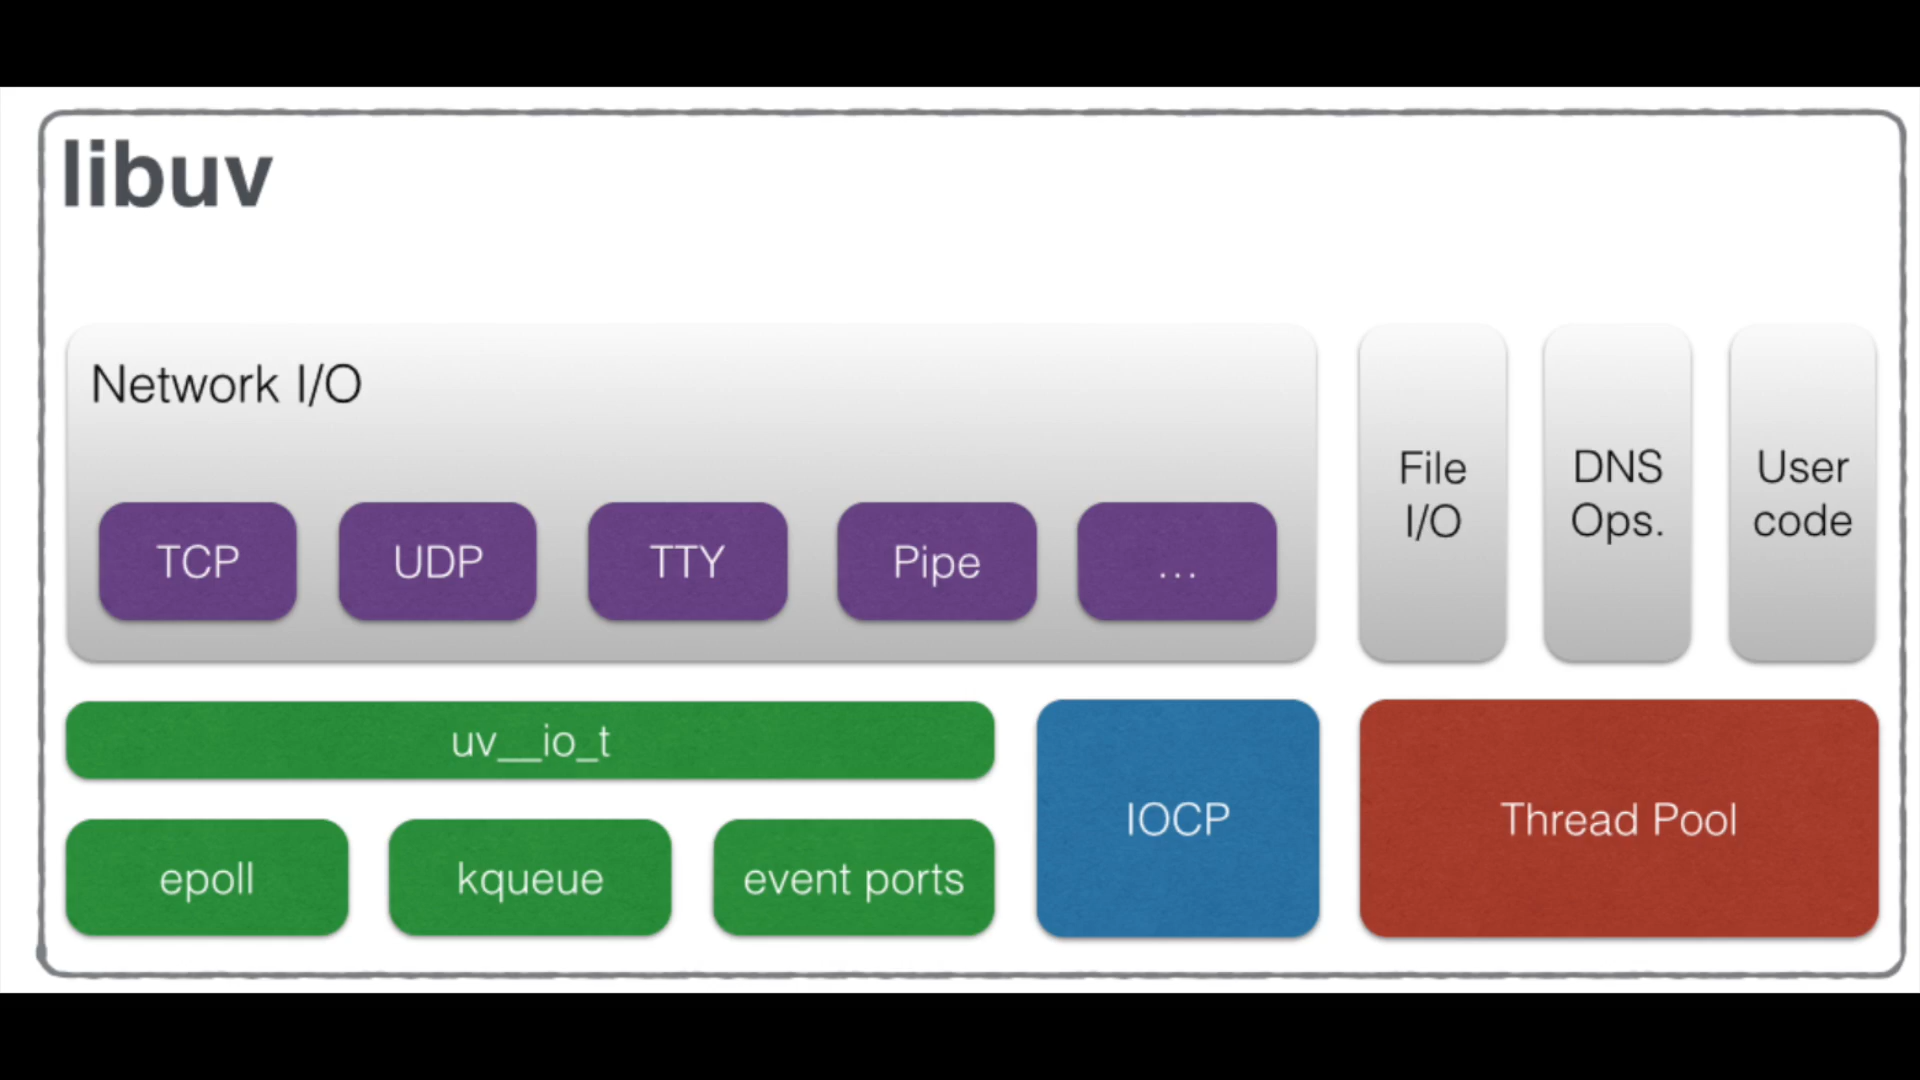 libuv
Network I/O
TCP
UDP
TTY
Pipe
...
File
I/O
DNS
Ops.
User
code
uv__io_t
epoll
kqueue
event ports
IOCP
Thread Pool